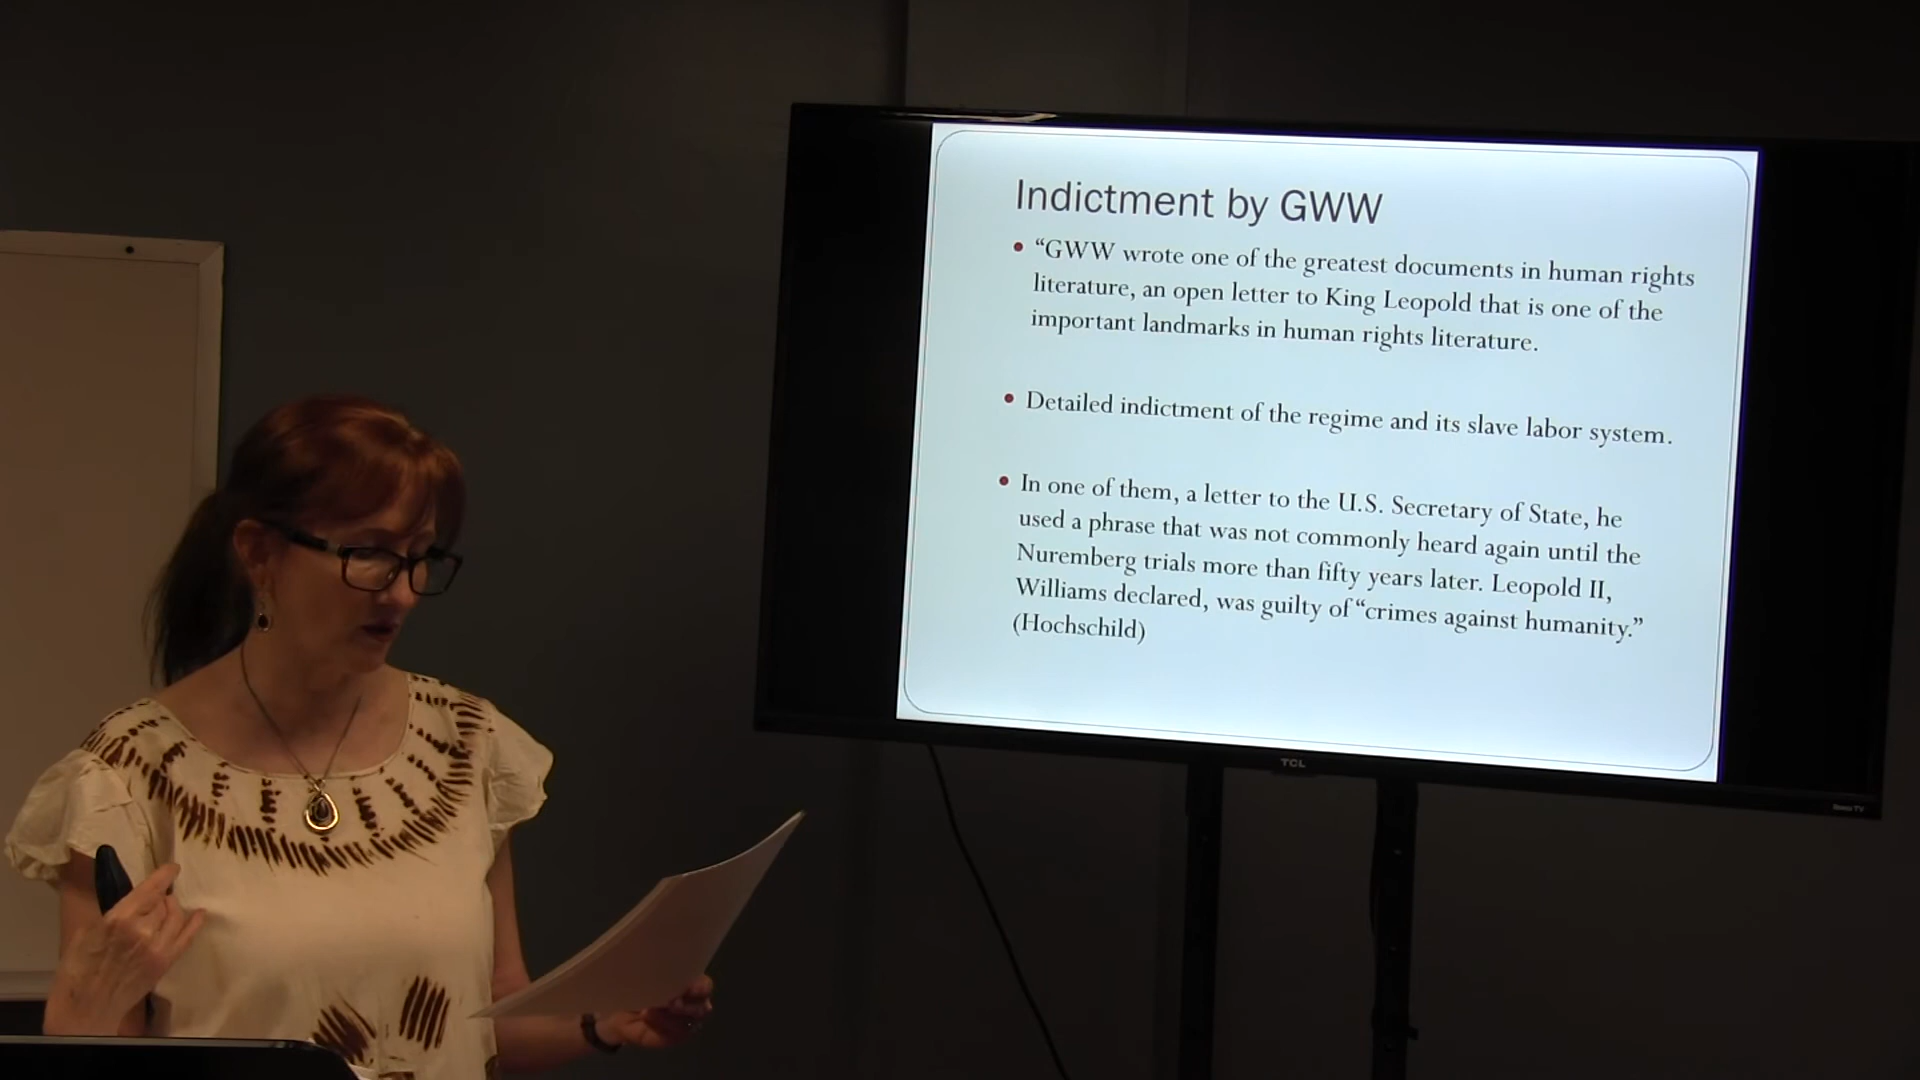 Indictment by GWW
• “GWW wrote one of the greatest documents in human rights
literature, an open letter to King Leopold that is one of the
important landmarks in human rights literature.
• Detailed indictment of the regime and its slave labor system.
• In one of them, a letter to the U.S. Secretary of State, he
used a phrase that was not commonly heard again until the
Nuremberg trials more than fifty years later. Leopold II,
Williams declared, was guilty of “crimes against humanity.”
(Hochschild)
TCL
Roku TV